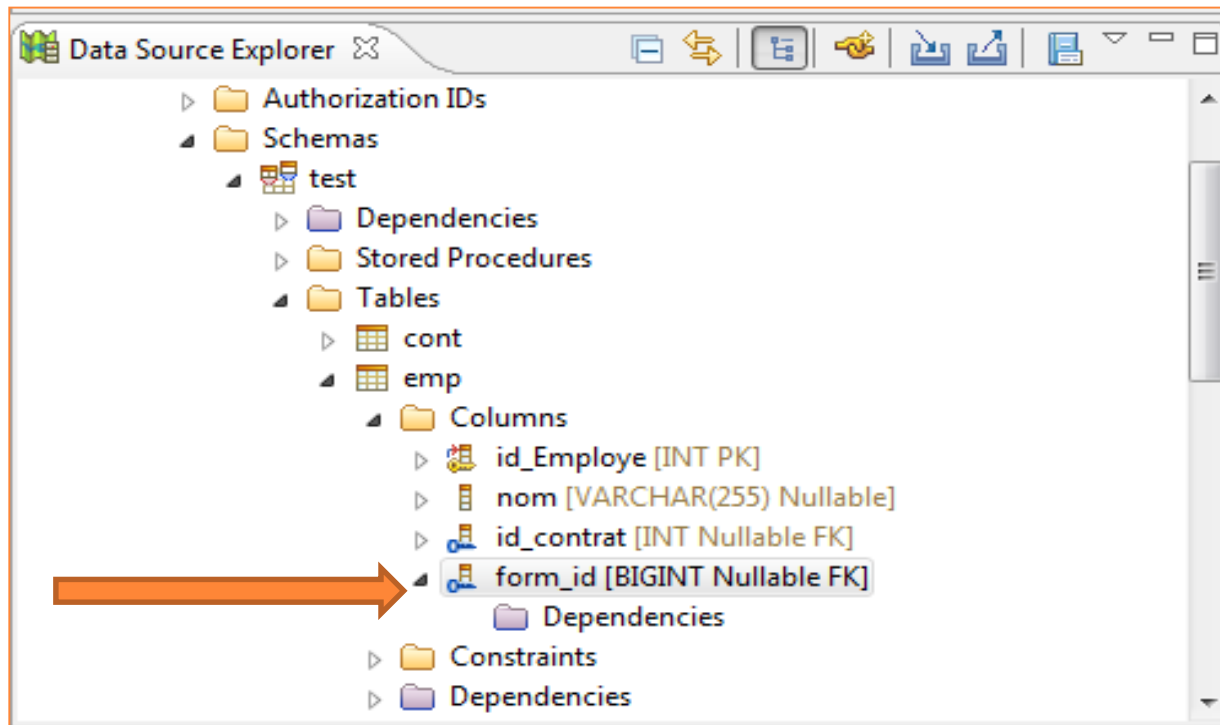 Data Source Explorer
Authorization IDs
Schemas
test
Dependencies
Stored Procedures
Tables
cont
emp
Columns
id_Employe [INT PK]
nom [VARCHAR(255) Nullable]
id_contrat [INT Nullable FK]
form_id [BIGINT Nullable FK]
Dependencies
Constraints
Dependencies